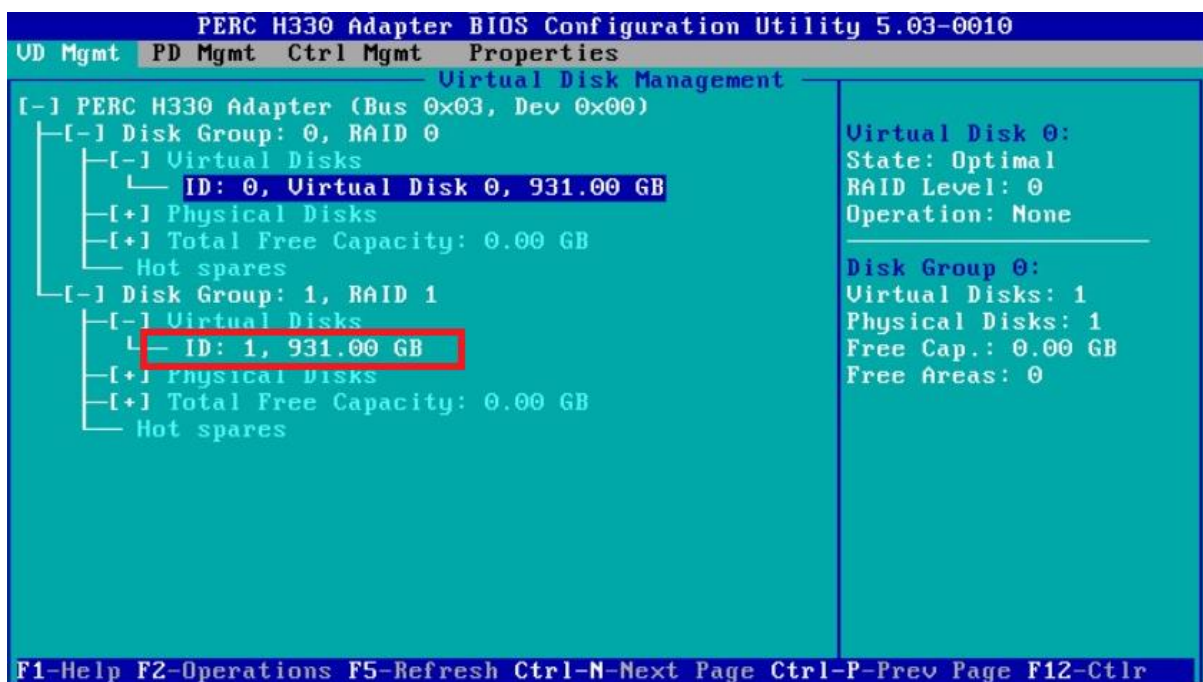 PERC H330 Adapter BIOS Configuration Utility 5.03-0010
VD Mgmt PD Mgmt Ctrl Mgmt Properties
Virtual Disk Management
[-] PERC H330 Adapter (Bus 0x03, Dev 0x00)
[-] Disk Group: 0, RAID 0
[-] Virtual Disks
ID: 0, Virtual Disk 0, 931.00 GB
[+] Physical Disks
[+] Total Free Capacity: 0.00 GB
Hot spares
[-] Disk Group: 1, RAID 1
[-] Virtual Disks
ID: 1, 931.00 GB
[+] Physical Disks
[+] Total Free Capacity: 0.00 GB
Hot spares
Virtual Disk 0:
State: Optimal
RAID Level: 0
Operation: None
Disk Group 0:
Virtual Disks: 1
Physical Disks: 1
Free Cap.: 0.00 GB
Free Areas: 0
F1-Help F2-Operations F5-Refresh Ctrl-N-Next Page Ctrl-P-Prev Page F12-Ctlr